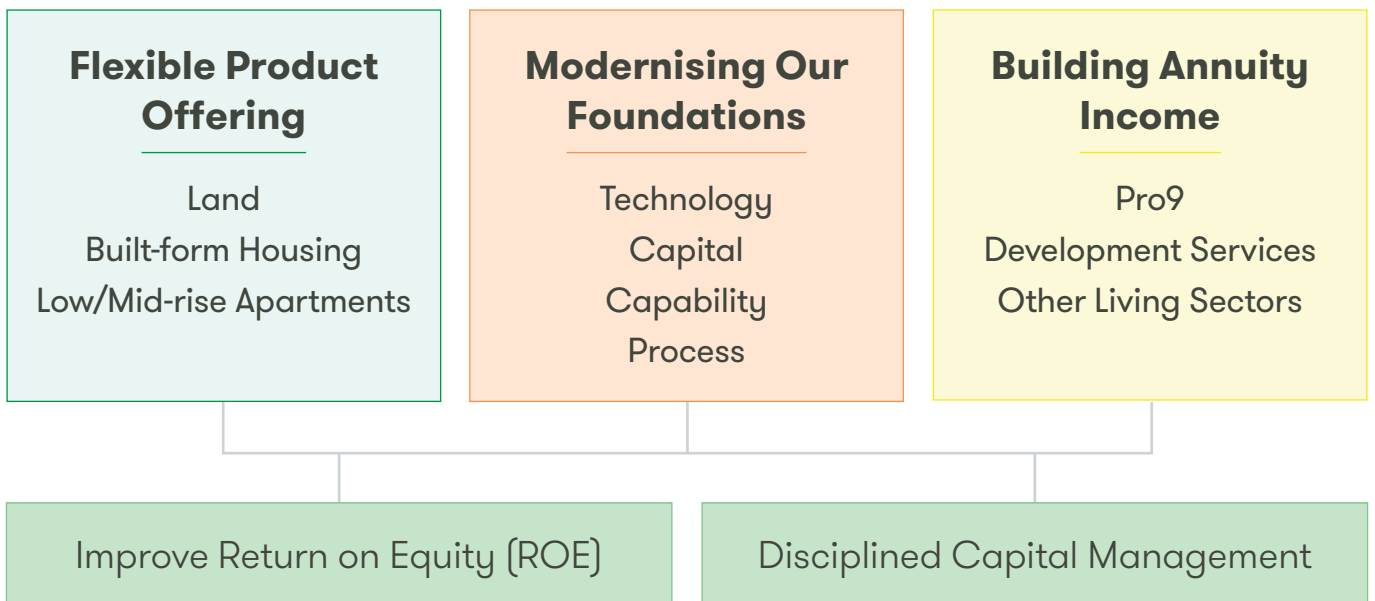 Flexible Product
Offering
Land
Built-form Housing
Low/Mid-rise Apartments
Modernising Our
Foundations
Technology
Capital
Capability
Process
Building Annuity
Income
Pro9
Development Services
Other Living Sectors
Improve Return on Equity (ROE)
Disciplined Capital Management